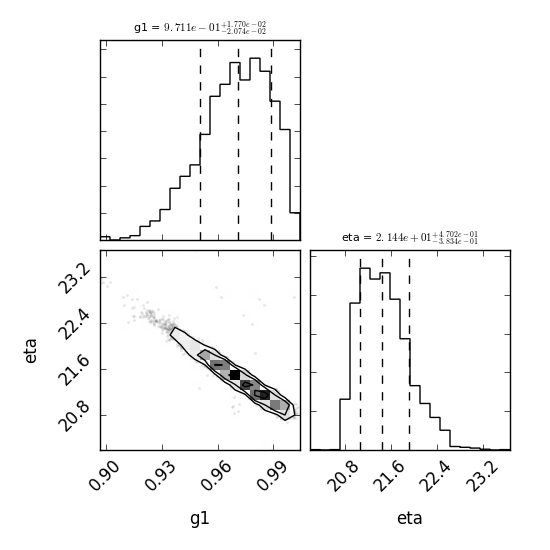 g1 = 9.711e−01+1.770e−02−2.074e−02
eta = 2.144e+01+4.702e−01−3.834e−01
eta
23.2
22.4
21.6
20.8
0.90 0.93 0.96 0.99
20.8 21.6 22.4 23.2
g1 eta